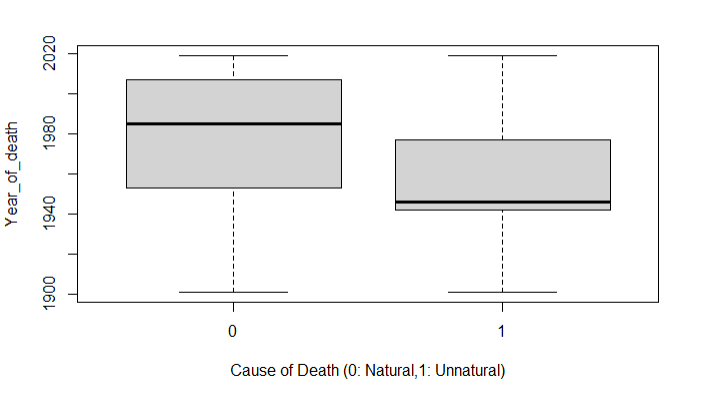 Year_of_death
2020
1980
1940
1900
0 1
Cause of Death (0: Natural,1: Unnatural)